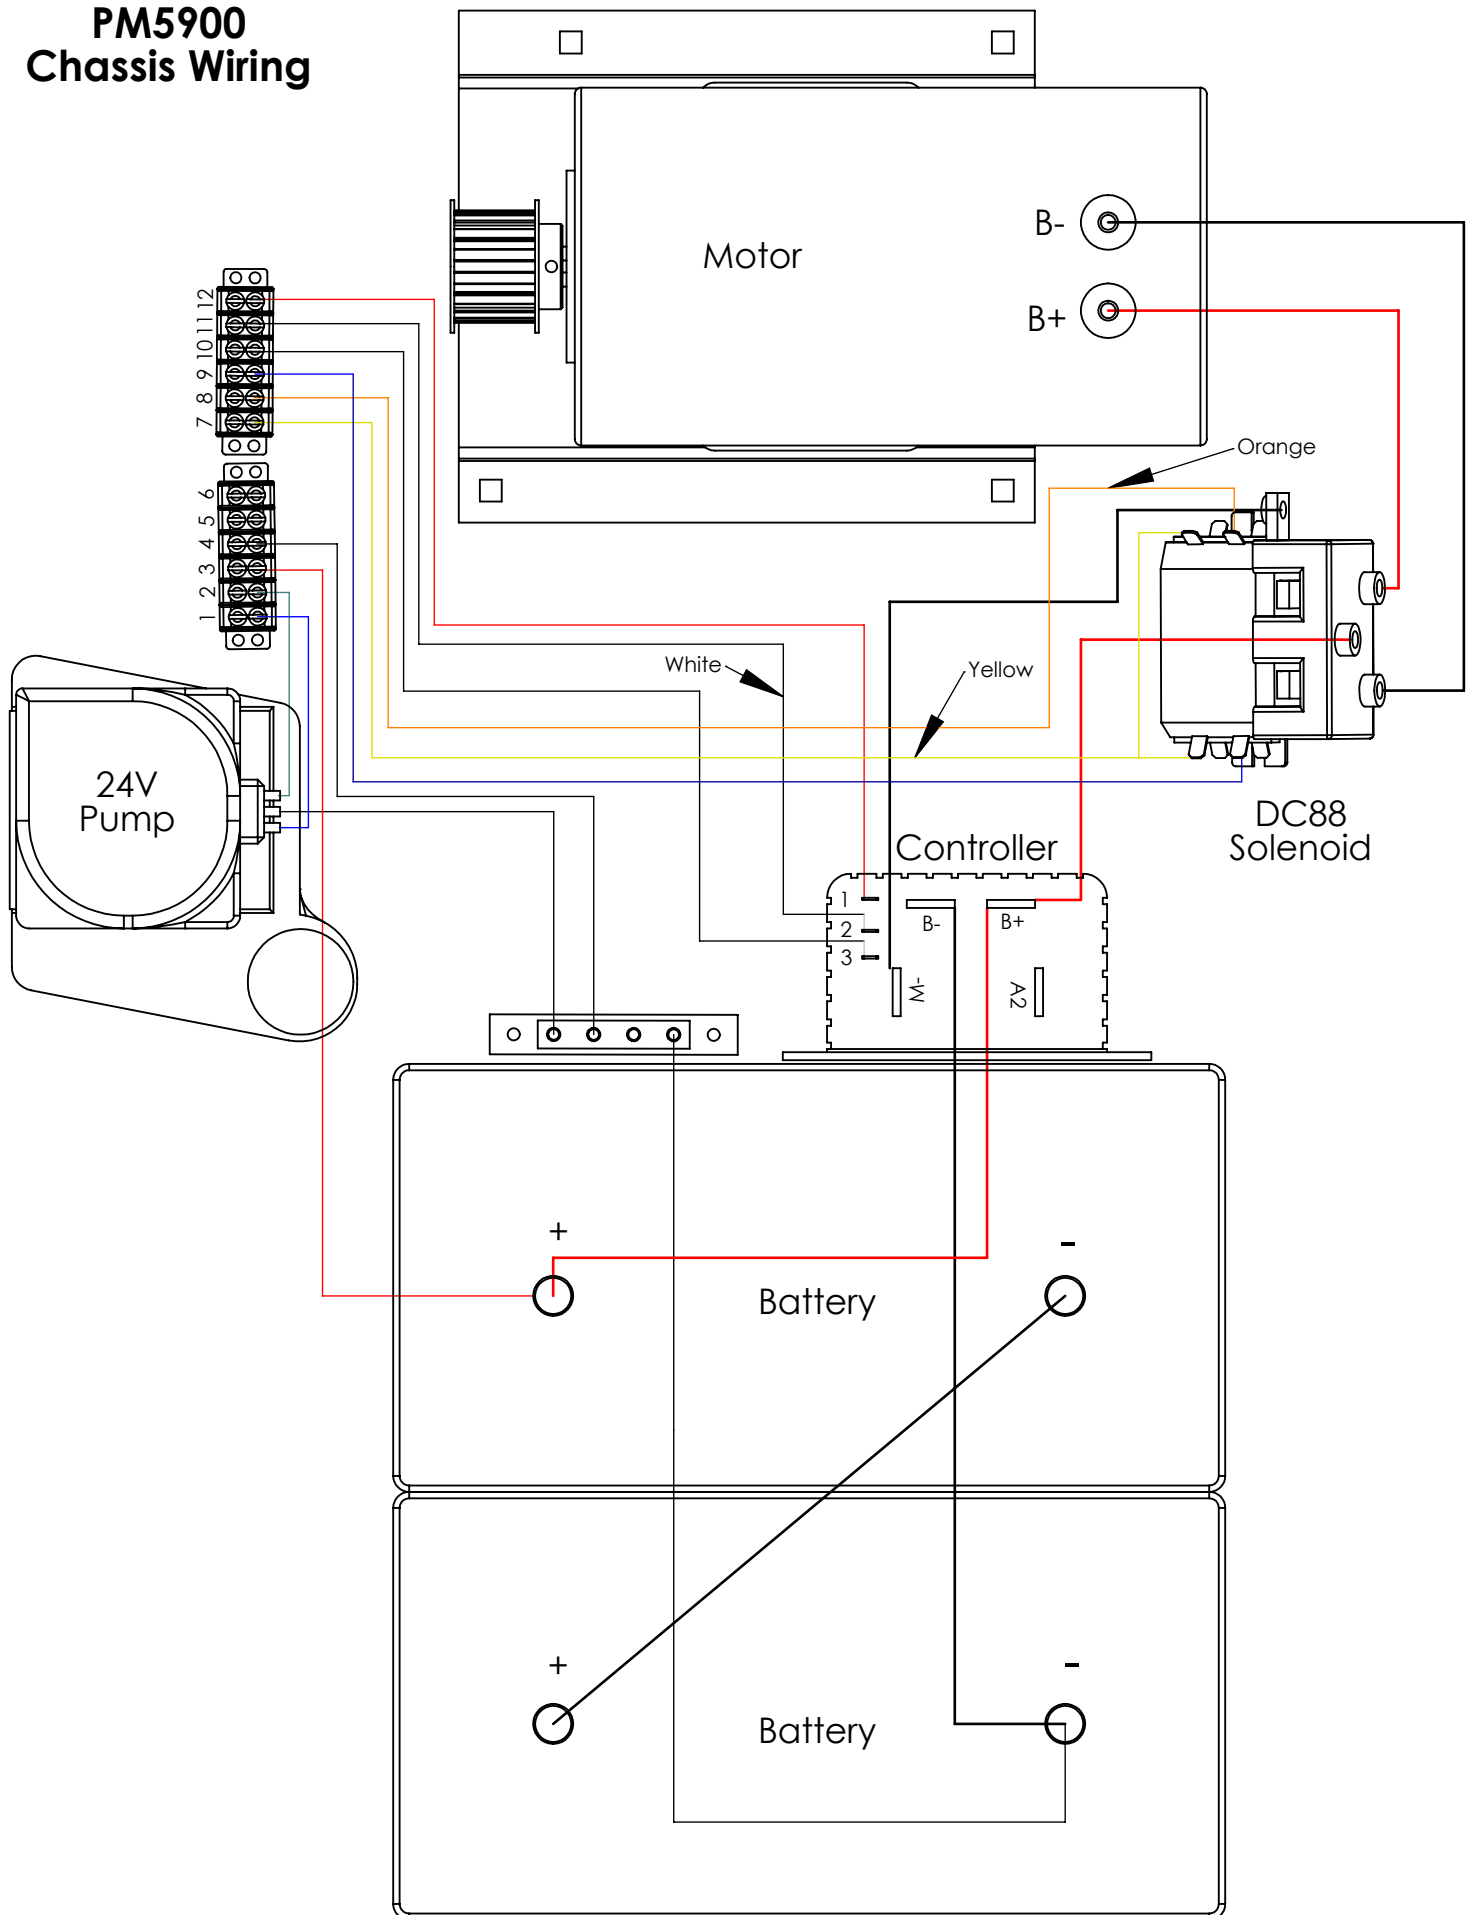 PM5900
Chassis Wiring
Motor
B-
B+
12
11
10
9
8
7
6
5
4
3
2
1
Orange
White
Yellow
24V
Pump
DC88
Solenoid
Controller
1
2
3
B-
B+
M-
A2
+
-
Battery
+
-
Battery